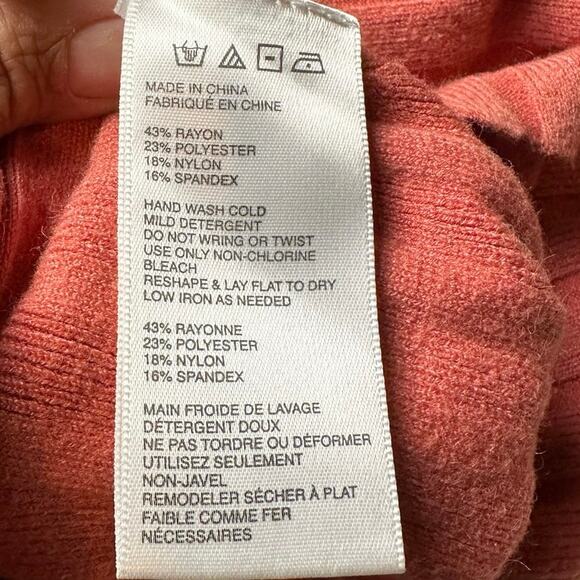 MADE IN CHINA
FABRIQUÉ EN CHINE
43% RAYON
23% POLYESTER
18% NYLON
16% SPANDEX
HAND WASH COLD
MILD DETERGENT
DO NOT WRING OR TWIST
USE ONLY NON-CHLORINE
BLEACH
RESHAPE & LAY FLAT TO DRY
LOW IRON AS NEEDED
43% RAYONNE
23% POLYESTER
18% NYLON
16% SPANDEX
MAIN FROIDE DE LAVAGE
DÉTERGENT DOUX
NE PAS TORDRE OU DÉFORMER
UTILISEZ SEULEMENT
NON-JAVEL
REMODELER SÉCHER À PLAT
FAIBLE COMME FER
NÉCESSAIRES